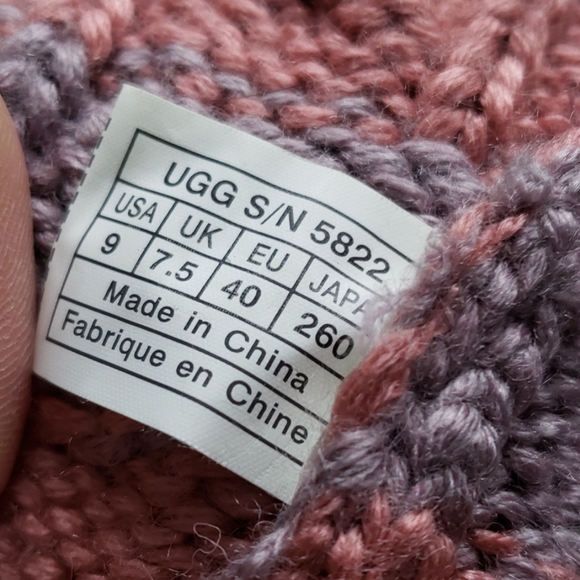 UGG S/N 5822
USA UK EU JAPA
9 7.5 40 260
Made in China
Fabrique en Chine